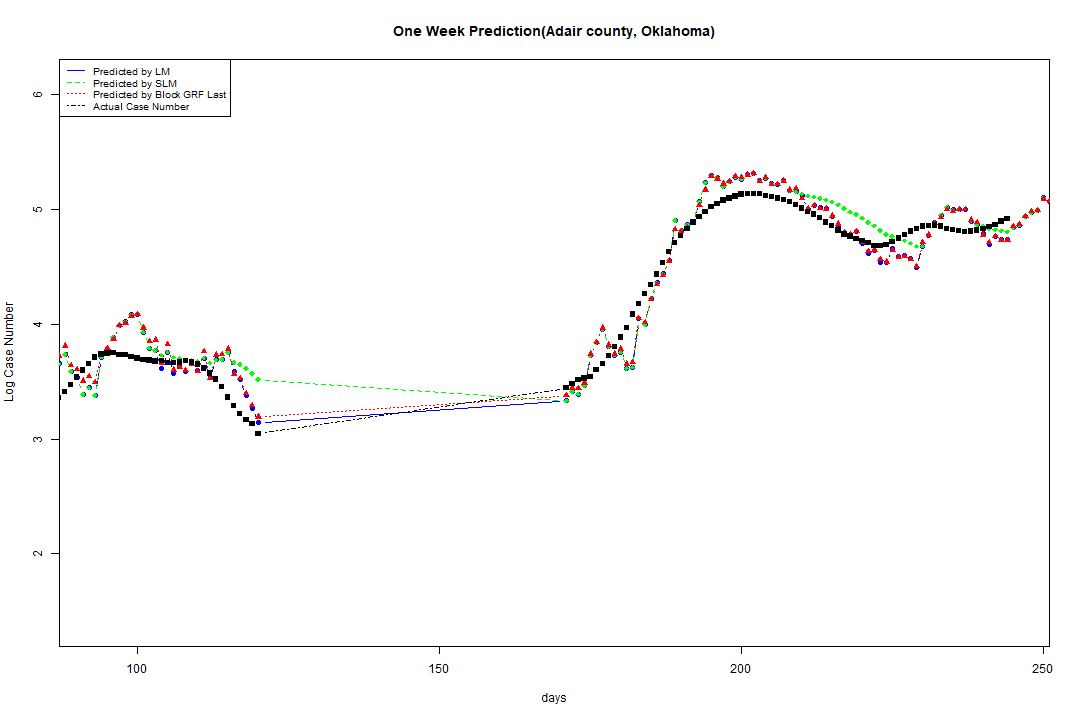 One Week Prediction(Adair county, Oklahoma)
Predicted by LM
Predicted by SLM
Predicted by Block GRF Last
Actual Case Number
6
5
4
3
2
Log Case Number
100
150
200
250
days